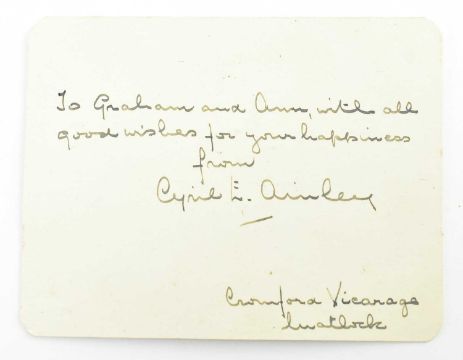 To Graham and Ann, with all
good wishes for your happiness
from
Cyril E. Ainley
Cromford Vicarage
Matlock